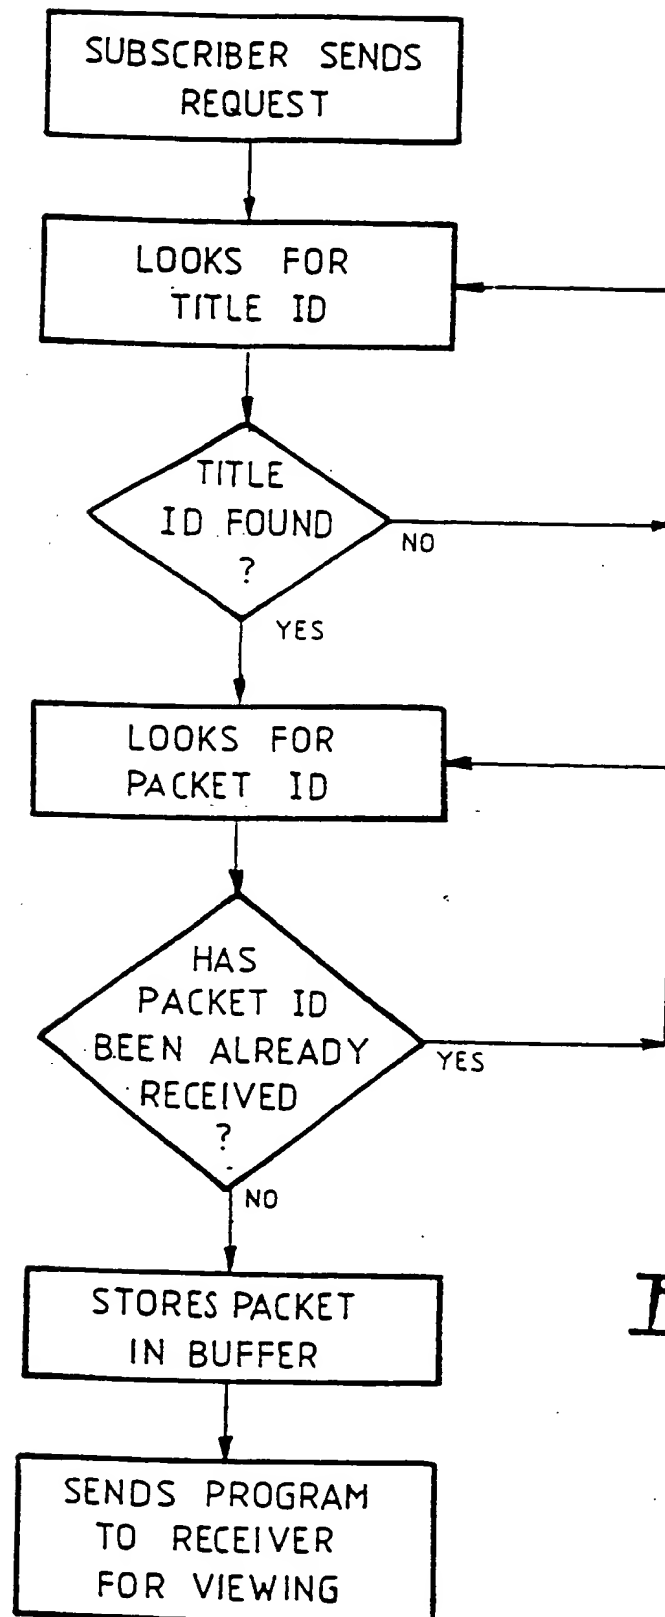 SUBSCRIBER SENDS
REQUEST
LOOKS FOR
TITLE ID
TITLE
ID FOUND
?
NO
YES
LOOKS FOR
PACKET ID
HAS
PACKET ID
BEEN ALREADY
RECEIVED
?
YES
NO
STORES PACKET
IN BUFFER
SENDS PROGRAM
TO RECEIVER
FOR VIEWING